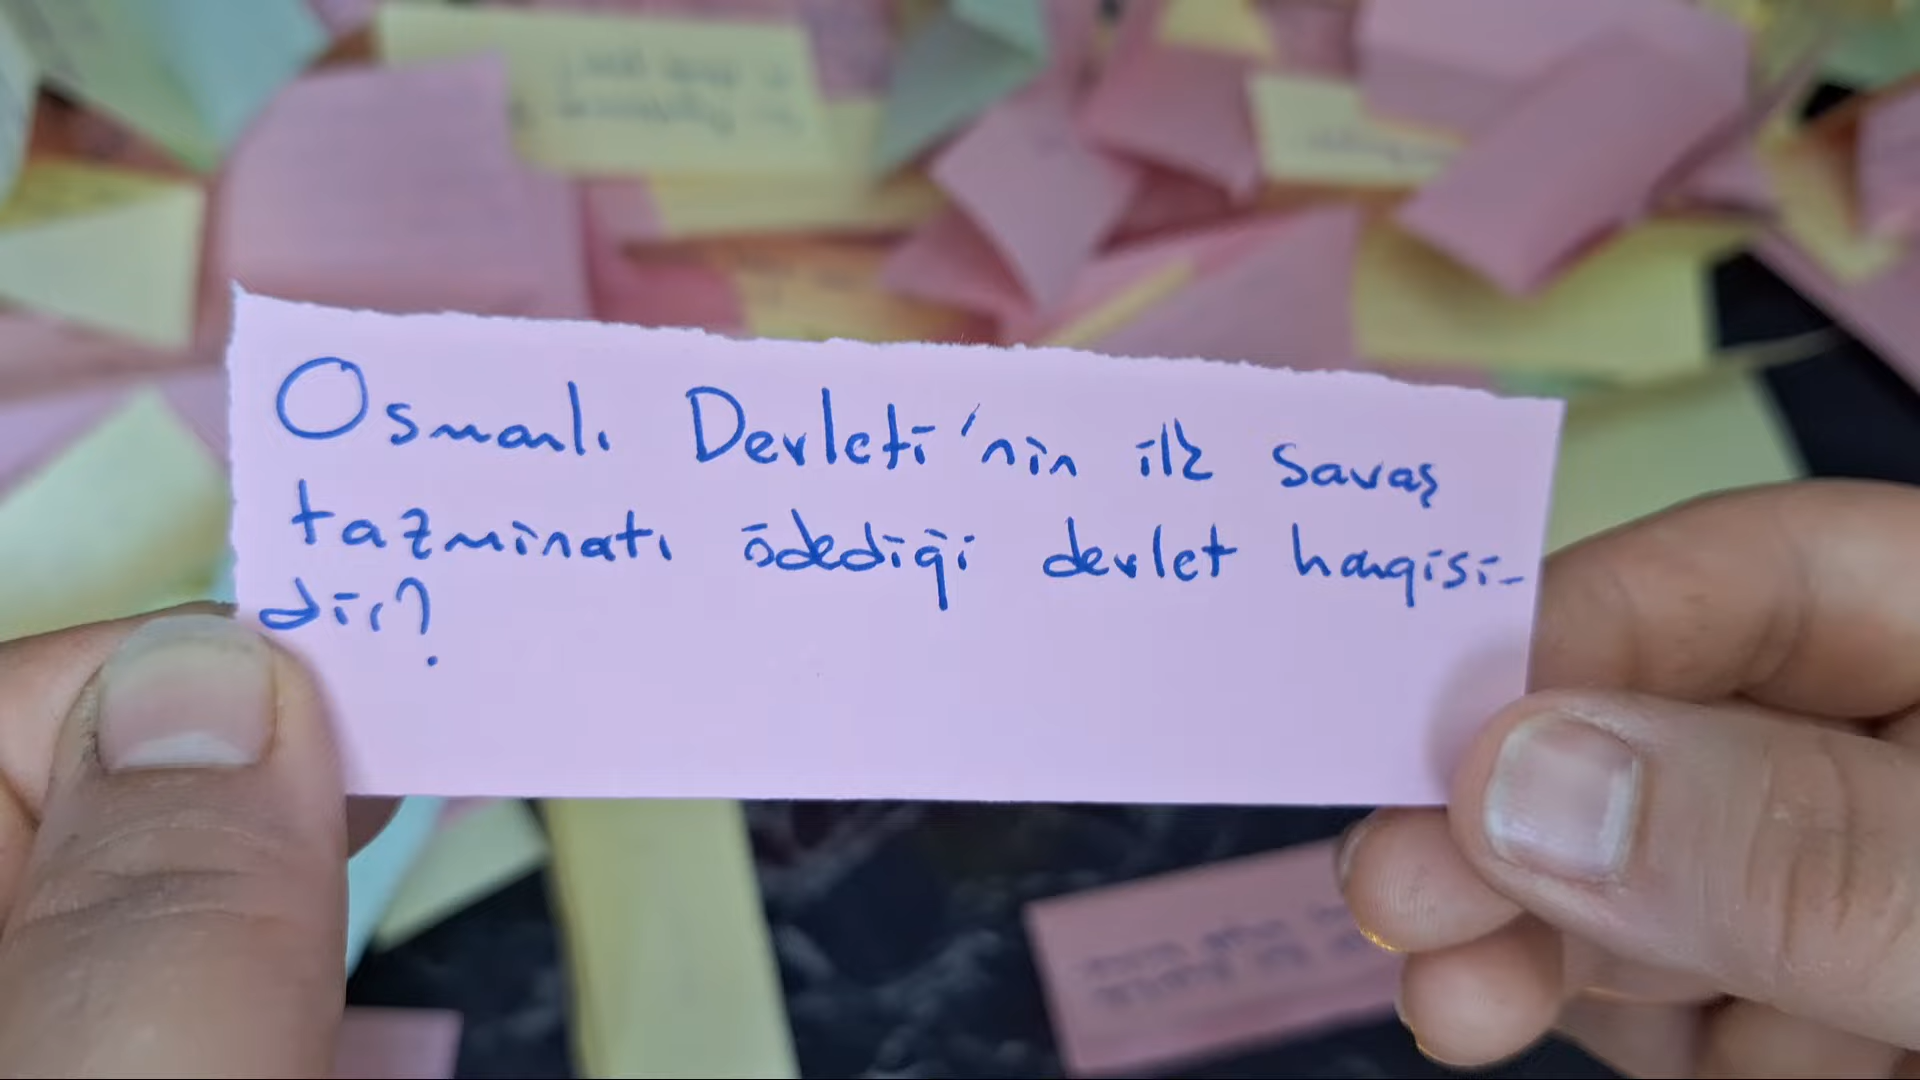 Osmanlı Devleti'nin ilk savaş
tazminatı ödediği devlet hangisi-
dir?